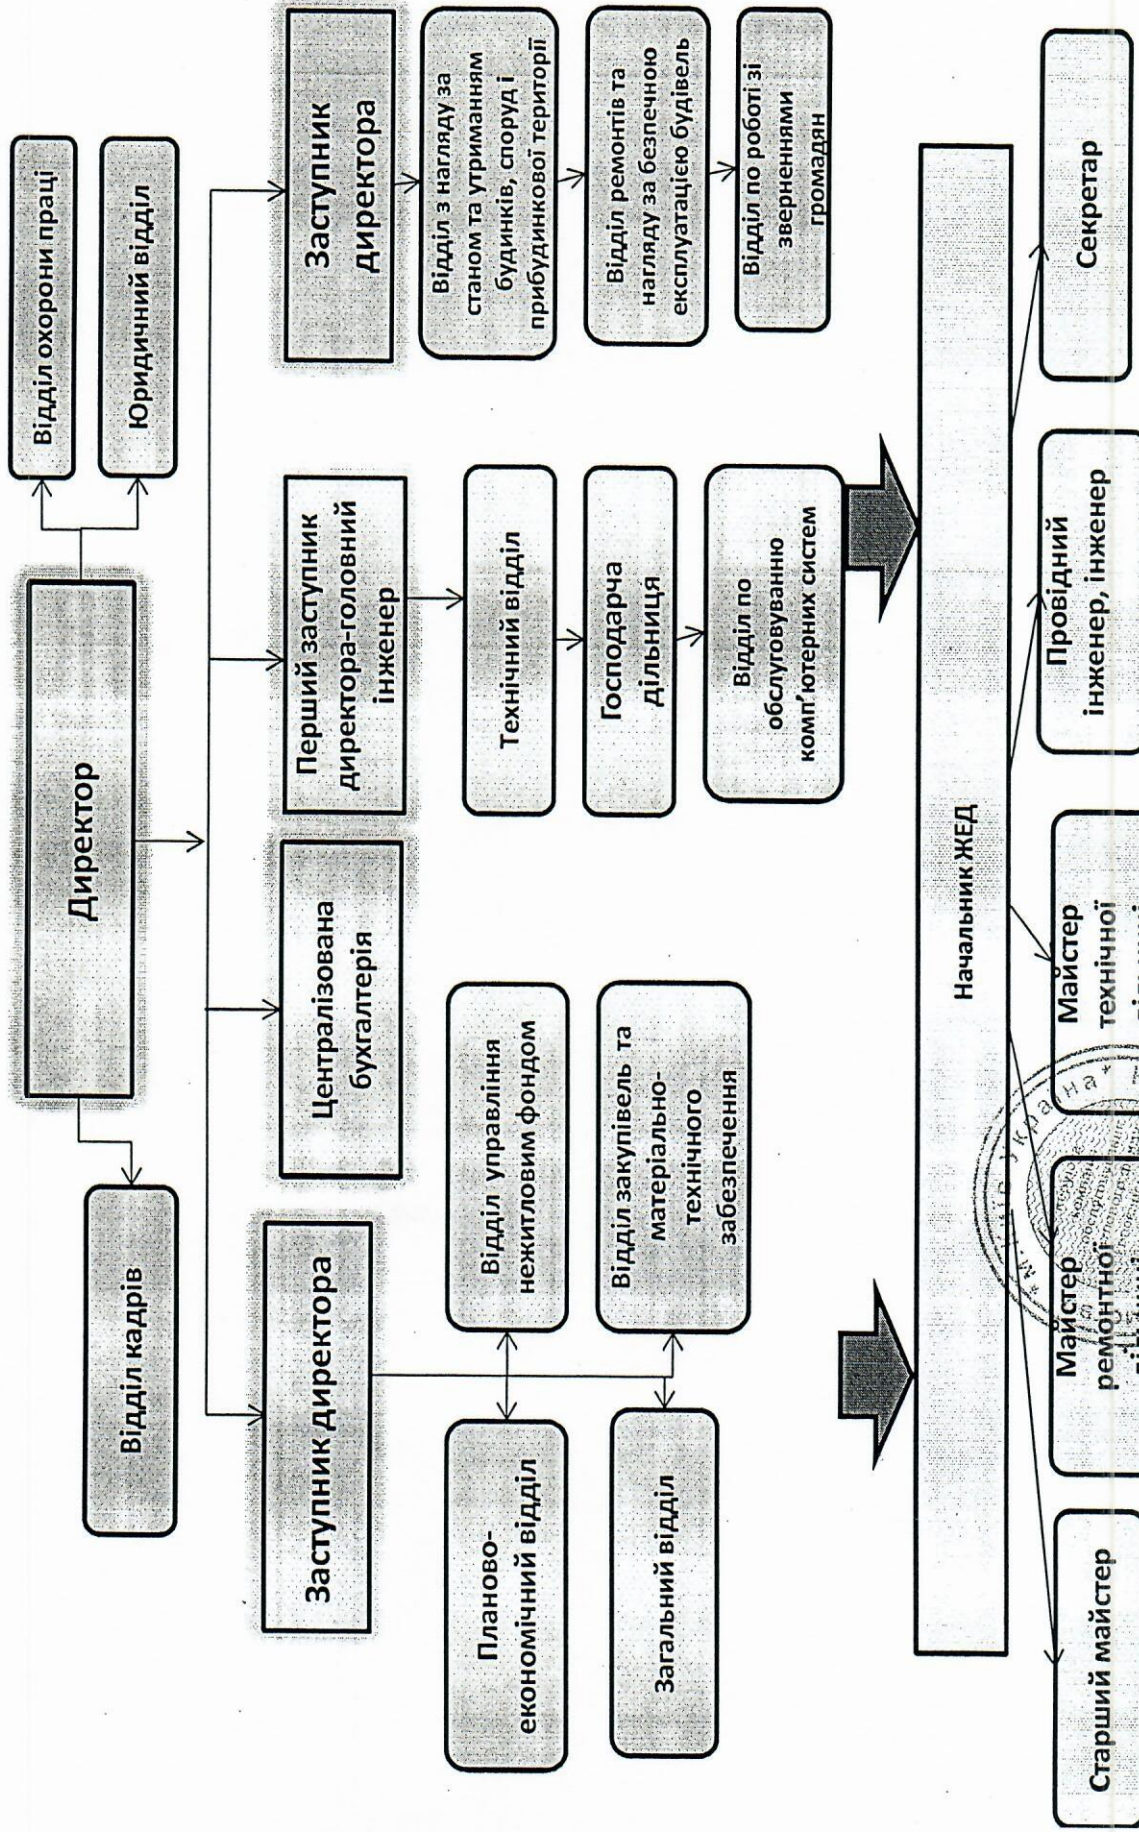 Директор
Відділ кадрів
Відділ охорони праці
Юридичний відділ
Заступник директора
Централізована
бухгалтерія
Перший заступник
директора-головний
інженер
Заступник
директора
Планово-
економічний відділ
Відділ управління
нежитловим фондом
Загальний відділ
Відділ закупівель та
матеріально-
технічного
забезпечення
Технічний відділ
Господарча
дільниця
Відділ по
обслуговуванню
комп’ютерних систем
Відділ з нагляду за
станом та утриманням
будинків, споруд і
прибудинкової території
Відділ ремонтів та
нагляду за безпечною
експлуатацією будівель
Відділ по роботі зі
зверненнями
громадян
Начальник ЖЕД
Старший майстер
Майстер
ремонтної
Майстер
технічної
Провідний
інженер, інженер
Секретар
Україна